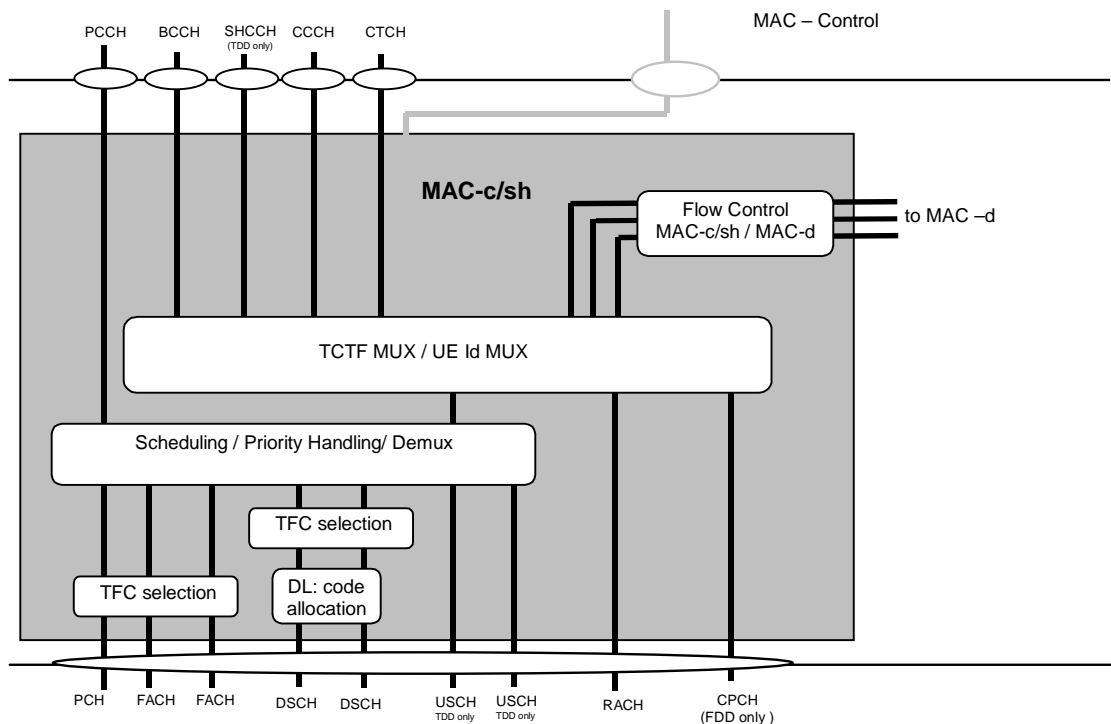 MAC – Control
PCCH BCCH SHCCH CCCH CTCH
(TDD only)
MAC-c/sh
Flow Control
MAC-c/sh / MAC-d
to MAC –d
TCTF MUX / UE Id MUX
Scheduling / Priority Handling/ Demux
TFC selection
TFC selection
DL: code
allocation
PCH FACH FACH DSCH DSCH USCH USCH RACH CPCH
TDD only TDD only (FDD only )